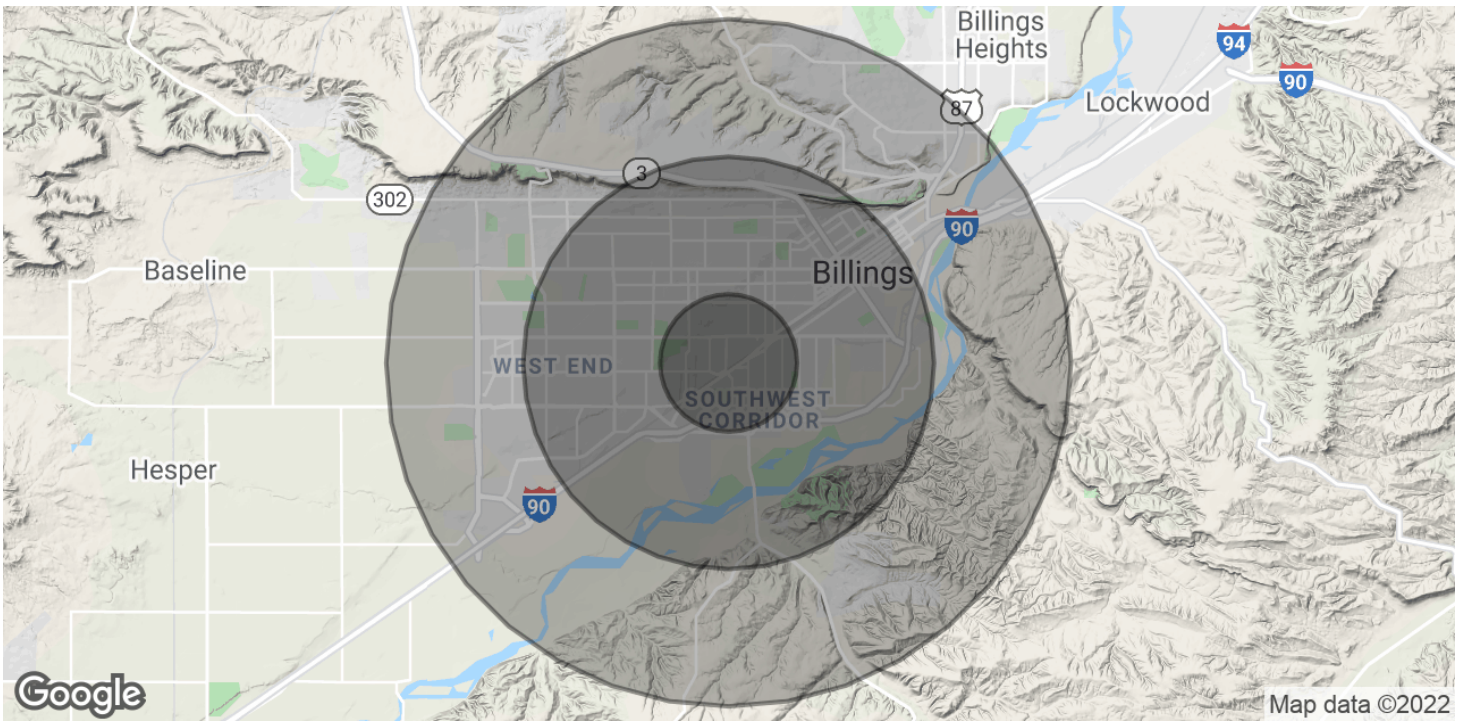 Billings
Heights
94
90
87
Lockwood
3
302
90
Baseline
Billings
WEST END
SOUTHWEST
CORRIDOR
Hesper
90
Google
Map data ©2022